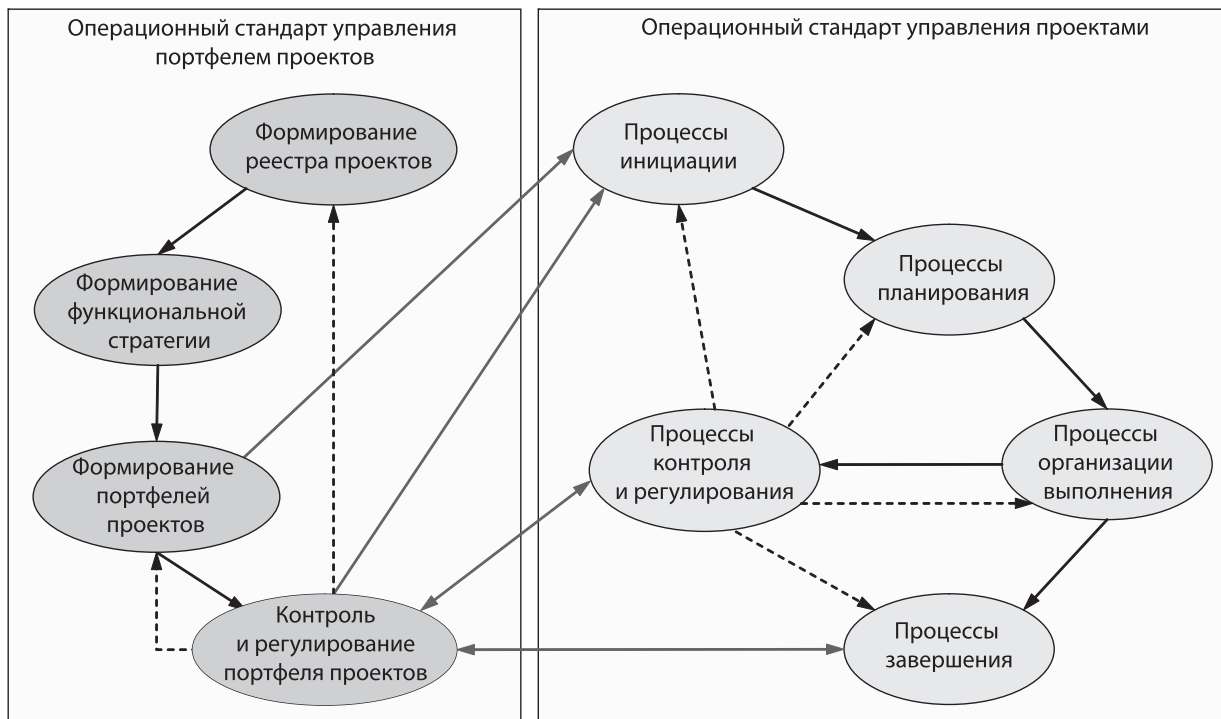 Операционный стандарт управления
портфелем проектов
Формирование
реестра проектов
Формирование
функциональной
стратегии
Формирование
портфелей
проектов
Контроль
и регулирование
портфеля проектов
Операционный стандарт управления проектами
Процессы
инициации
Процессы
планирования
Процессы
контроля
и регулирования
Процессы
организации
выполнения
Процессы
завершения